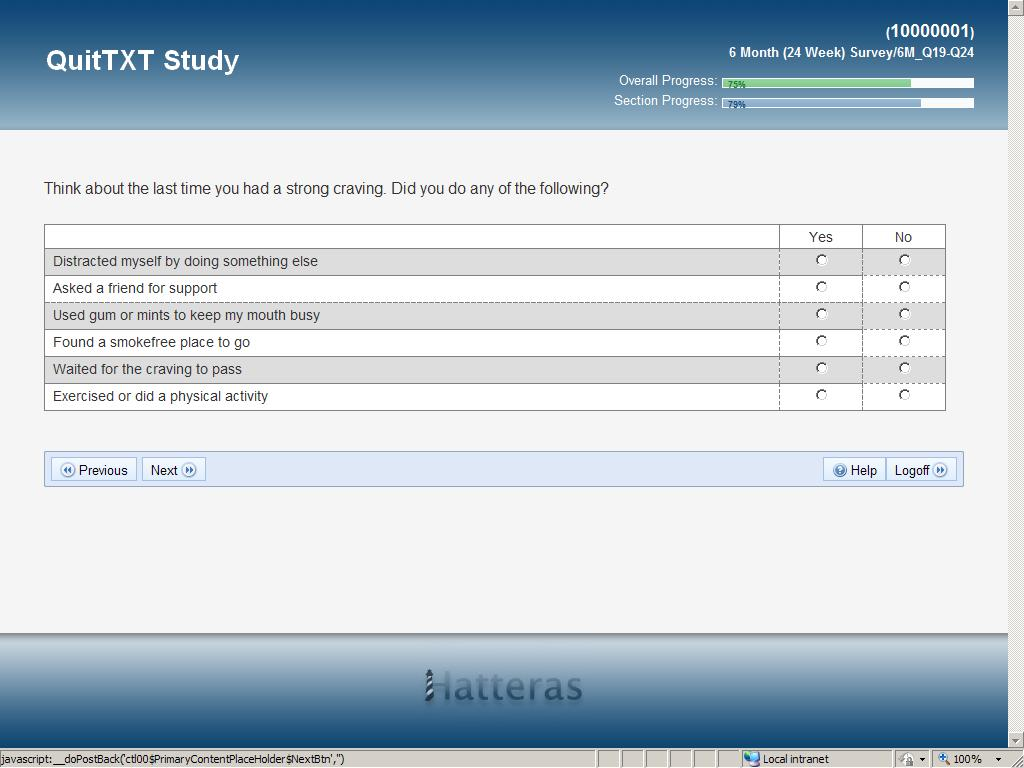 (10000001)
QuitTXT Study
6 Month (24 Week) Survey/6M_Q19-Q24
Overall Progress: 75%
Section Progress: 79%
Think about the last time you had a strong craving. Did you do any of the following?
Yes No
Distracted myself by doing something else
Asked a friend for support
Used gum or mints to keep my mouth busy
Found a smokefree place to go
Waited for the craving to pass
Exercised or did a physical activity
Previous Next Help Logoff
Hatteras
javascript:__doPostBack('ctl00$PrimaryContentPlaceHolder$NextBtn','') Local intranet 100%